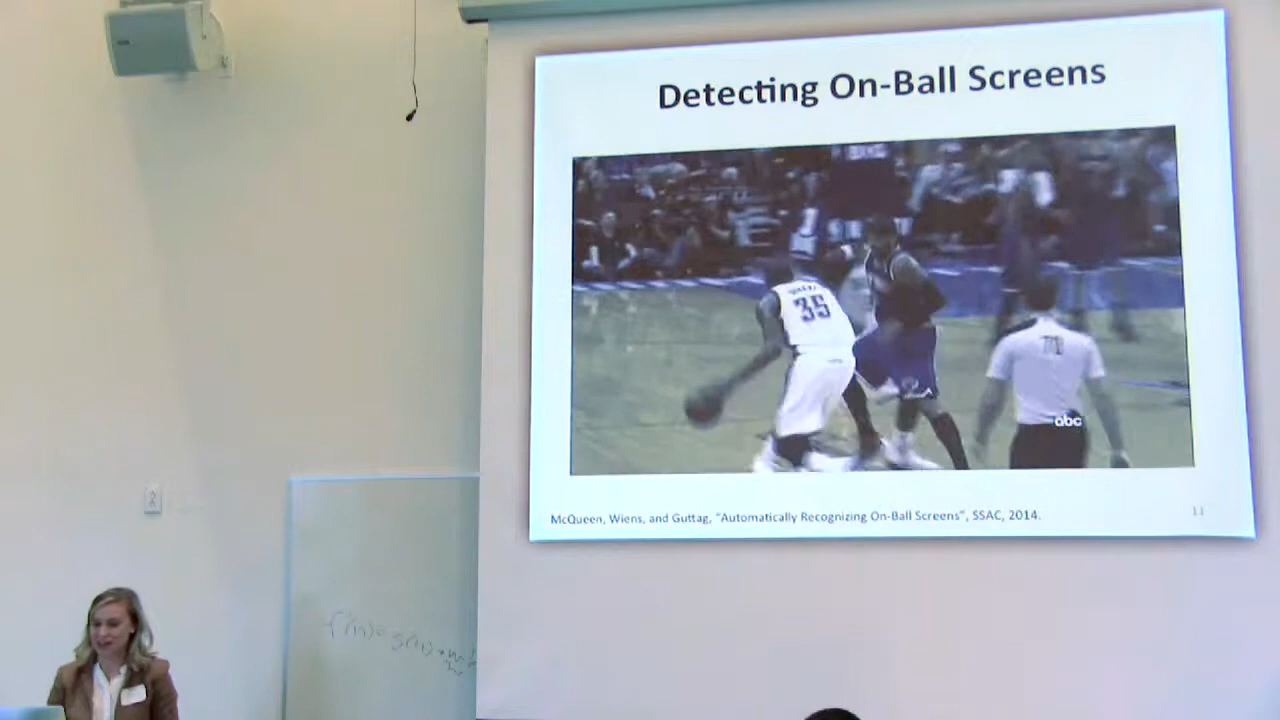 Detecting On-Ball Screens
35
abc
McQueen, Wiens, and Guttag, "Automatically Recognizing On-Ball Screens", SSAC, 2014.
11